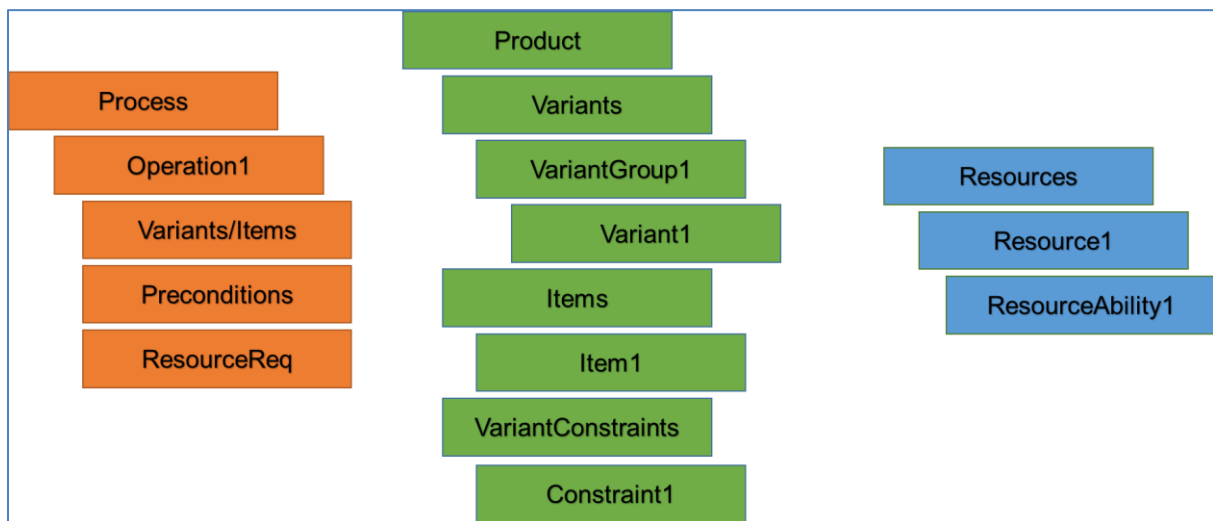 Process
Operation1
Variants/Items
Preconditions
ResourceReq
Product
Variants
VariantGroup1
Variant1
Items
Item1
VariantConstraints
Constraint1
Resources
Resource1
ResourceAbility1